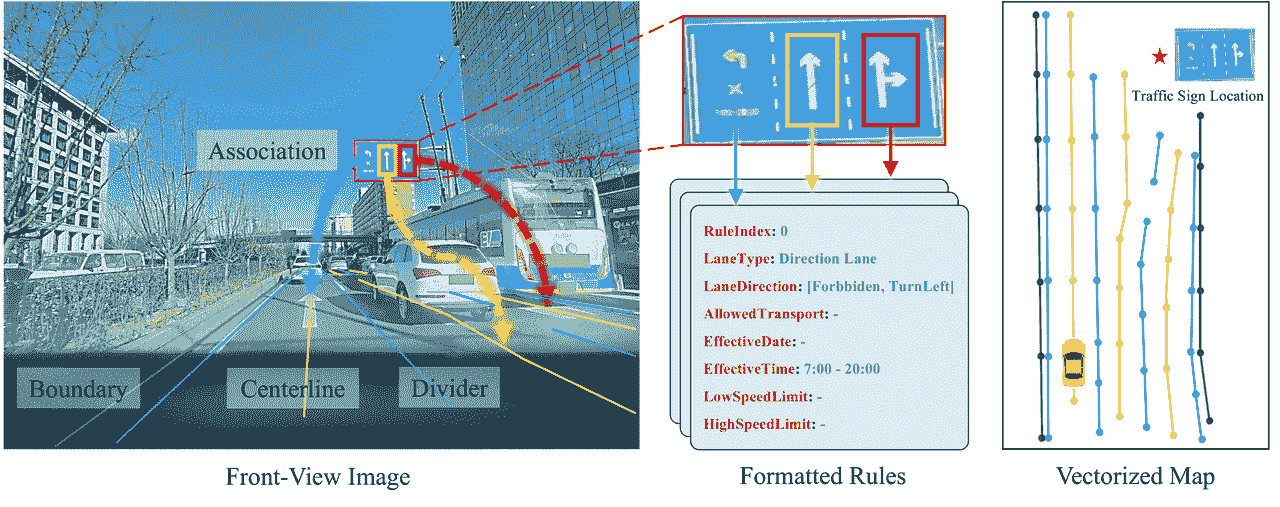 Association
Boundary
Centerline
Divider
Front-View Image
RuleIndex: 0
LaneType: Direction Lane
LaneDirection: [Forbbiden, TurnLeft]
AllowedTransport: -
EffectiveDate: -
EffectiveTime: 7:00 - 20:00
LowSpeedLimit: -
HighSpeedLimit: -
Formatted Rules
Traffic Sign Location
Vectorized Map